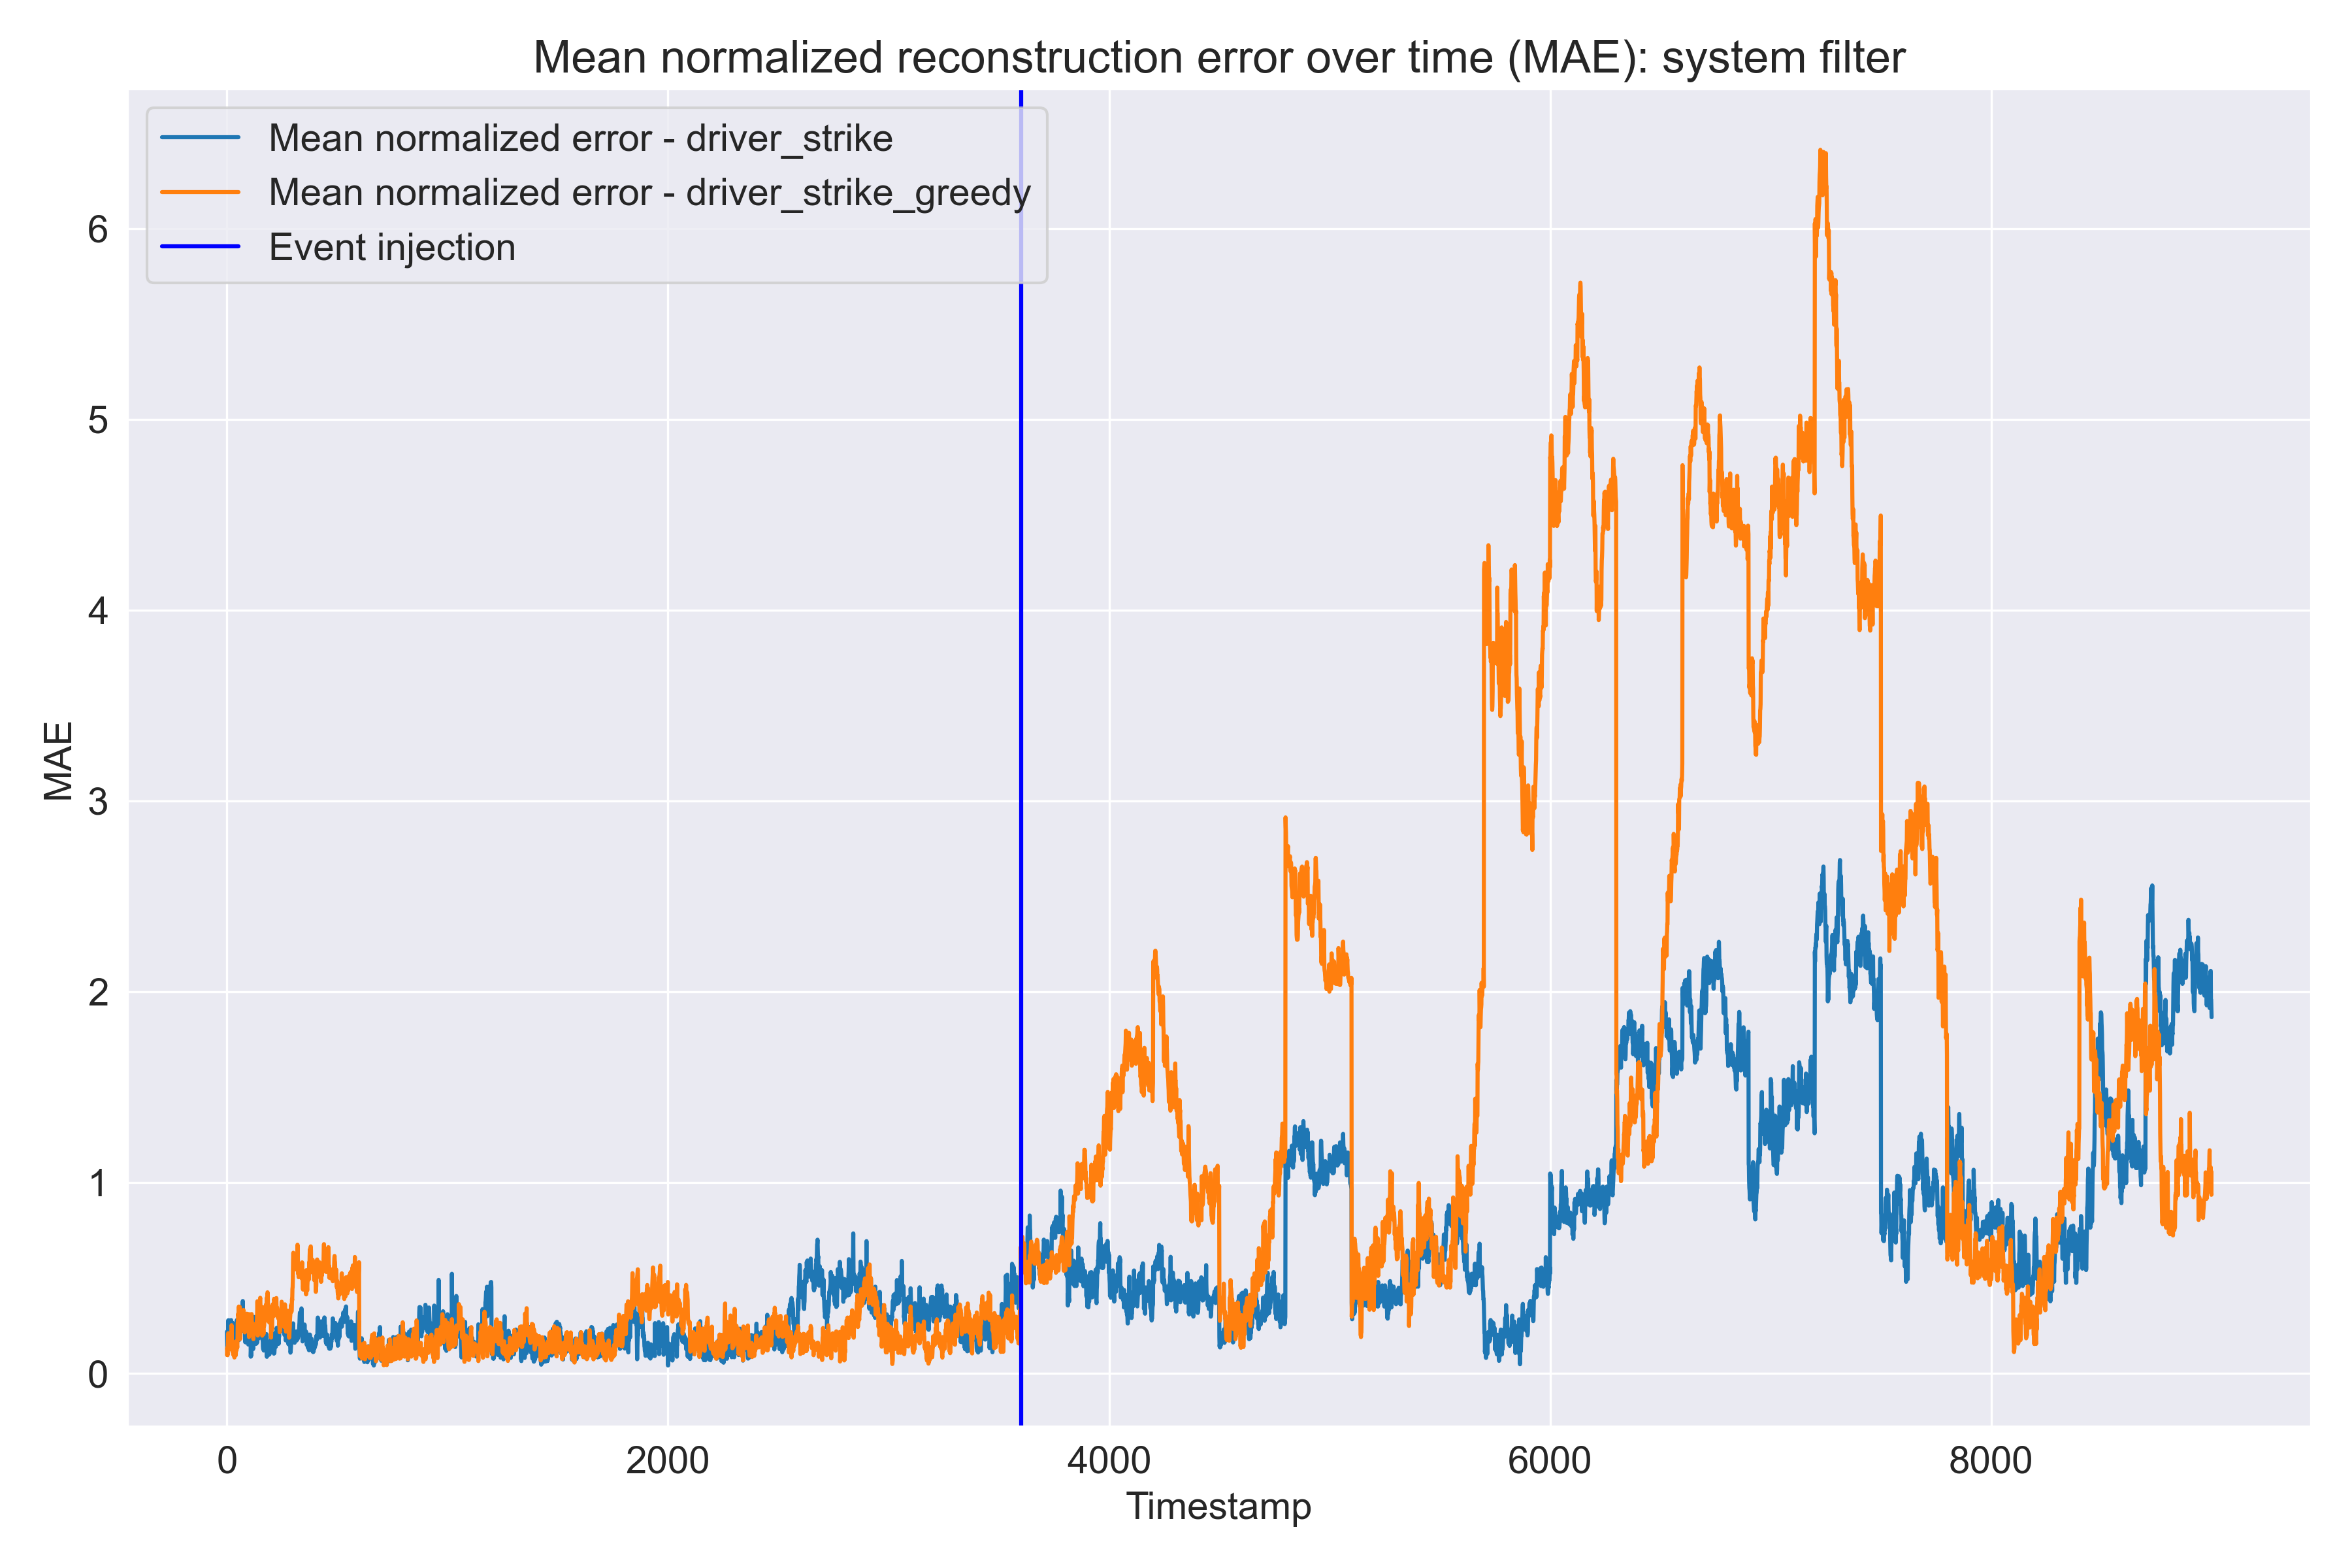 Mean normalized reconstruction error over time (MAE): system filter
Mean normalized error - driver_strike
Mean normalized error - driver_strike_greedy
Event injection
6
5
4
3
2
1
0
MAE
0 2000 4000 6000 8000
Timestamp